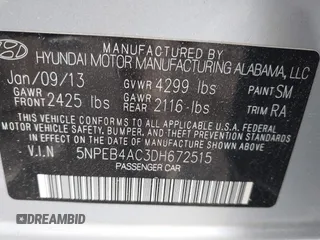 MANUFACTURED BY
HYUNDAI MOTOR MANUFACTURING ALABAMA, LLC
Jan/09/13 GVWR 4299 lbs PAINT SM
GAWR FRONT 2425 lbs GAWR REAR 2116 lbs TRIM RA
THIS VEHICLE CONFORMS TO ALL APPLICABLE
FEDERAL MOTOR VEHICLE SAFETY, BUMPER, AND
THEFT PREVENTION STANDARDS IN EFFECT ON
THE DATE OF MANUFACTURE SHOWN ABOVE.
V.I.N 5NPEB4AC3DH672515
PASSENGER CAR
© DREAMBID